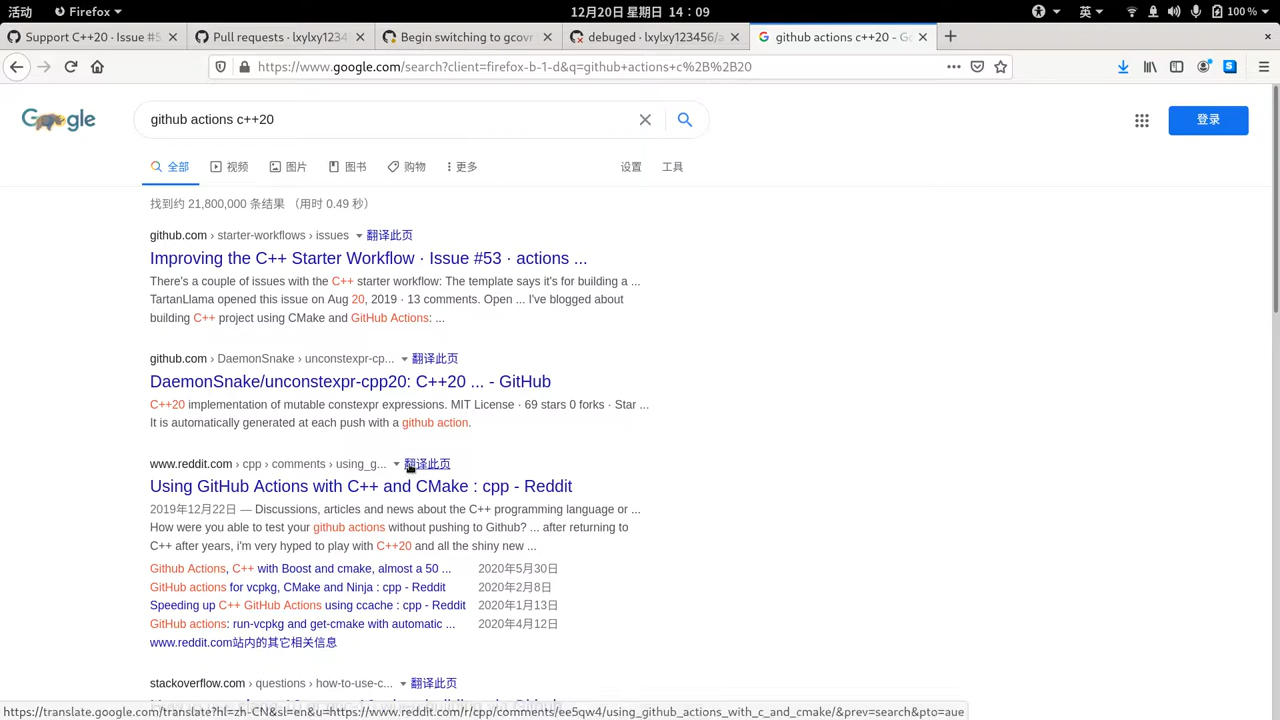 活动
Firefox
12月20日 星期日 14：09
英
100 %
Support C++20 · Issue #5
Pull requests · lxylxy1234
Begin switching to gcovr
debuged · lxylxy123456/a
github actions c++20 - Go
https://www.google.com/search?client=firefox-b-1-d&q=github+actions+c%2B%2B20
Google
github actions c++20
登录
全部
视频
图片
图书
购物
更多
设置
工具
找到约 21,800,000 条结果 （用时 0.49 秒）
github.com › starter-workflows › issues 翻译此页
Improving the C++ Starter Workflow · Issue #53 · actions ...
There's a couple of issues with the C++ starter workflow: The template says it's for building a ...
TartanLlama opened this issue on Aug 20, 2019 · 13 comments. Open ... I've blogged about
building C++ project using CMake and GitHub Actions: ...
github.com › DaemonSnake › unconstexpr-cp... 翻译此页
DaemonSnake/unconstexpr-cpp20: C++20 ... - GitHub
C++20 implementation of mutable constexpr expressions. MIT License · 69 stars 0 forks · Star ...
It is automatically generated at each push with a github action.
www.reddit.com › cpp › comments › using_g... 翻译此页
Using GitHub Actions with C++ and CMake : cpp - Reddit
2019年12月22日 — Discussions, articles and news about the C++ programming language or ...
How were you able to test your github actions without pushing to Github? ... after returning to
C++ after years, i'm very hyped to play with C++20 and all the shiny new ...
Github Actions, C++ with Boost and cmake, almost a 50 ... 2020年5月30日
GitHub actions for vcpkg, CMake and Ninja : cpp - Reddit 2020年2月8日
Speeding up C++ GitHub Actions using ccache : cpp - Reddit 2020年1月13日
GitHub actions: run-vcpkg and get-cmake with automatic ... 2020年4月12日
www.reddit.com站内的其它相关信息
stackoverflow.com › questions › how-to-use-c... 翻译此页
https://translate.google.com/translate?hl=zh-CN&sl=en&u=https://www.reddit.com/r/cpp/comments/ee5qw4/using_github_actions_with_c_and_cmake/&prev=search&pto=aue